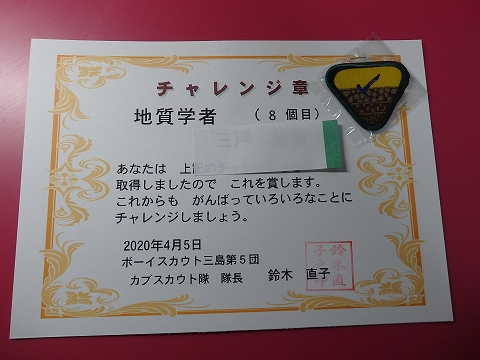 チャレンジ章
地質学者 (8 個目)
あなたは 上
取得しましたので これを賞します。
これからも がんばっていろいろなことに
チャレンジしましょう。
2020年4月5日
ボーイスカウト三島第5団
カブスカウト隊 隊長 鈴木 直子